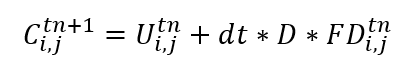 $C_{i,j}^{tn+1} = U_{i,j}^{tn} + dt * D * FD_{i,j}^{tn}$